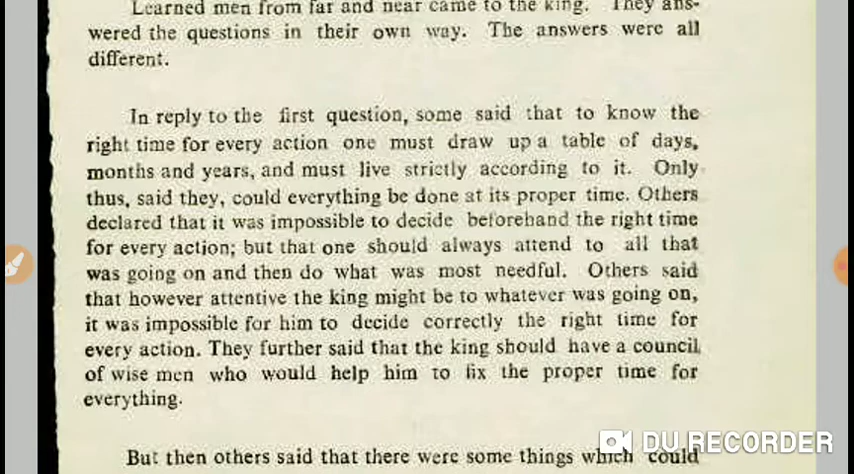 Learned men from far and near came to the king. They ans-
wered the questions in their own way. The answers were all
different.
In reply to the first question, some said that to know the
right time for every action one must draw up a table of days,
months and years, and must live strictly according to it. Only
thus, said they, could everything be done at its proper time. Others
declared that it was impossible to decide beforehand the right time
for every action; but that one should always attend to all that
was going on and then do what was most needful. Others said
that however attentive the king might be to whatever was going on,
it was impossible for him to decide correctly the right time for
every action. They further said that the king should have a council
of wise men who would help him to fix the proper time for
everything.
But then others said that there were some things which could
DU RECORDER